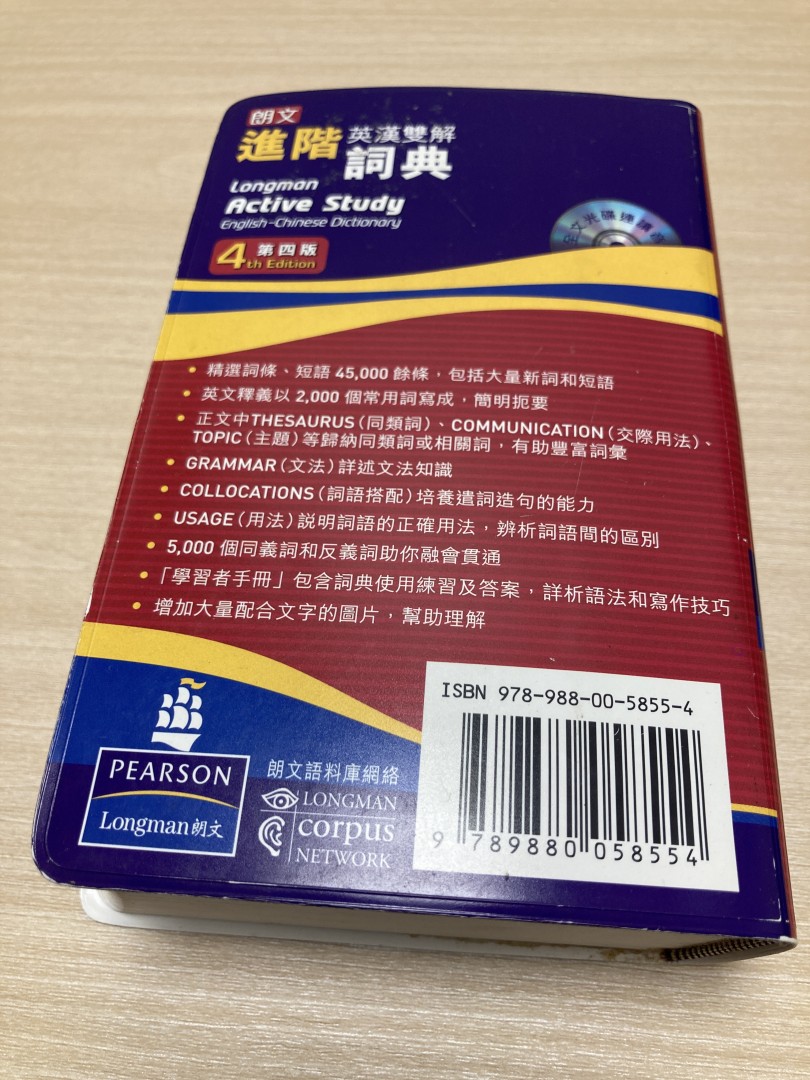 朗文
進階 英漢雙解
詞典
Longman
Active Study
English-Chinese Dictionary
4th Edition 第四版
全文光碟連讀音
• 精選詞條、短語 45,000 餘條，包括大量新詞和短語
• 英文釋義以 2,000 個常用詞寫成，簡明扼要
• 正文中THESAURUS（同類詞）、COMMUNICATION（交際用法）、
TOPIC（主題）等歸納同類詞或相關詞，有助豐富詞彙
• GRAMMAR（文法）詳述文法知識
• COLLOCATIONS（詞語搭配）培養遣詞造句的能力
• USAGE（用法）說明詞語的正確用法，辨析詞語間的區別
• 5,000 個同義詞和反義詞助你融會貫通
• 「學習者手冊」包含詞典使用練習及答案，詳析語法和寫作技巧
• 增加大量配合文字的圖片，幫助理解
ISBN 978-988-00-5855-4
9 789880 058554
PEARSON
Longman朗文
朗文語料庫網絡
LONGMAN
corpus
NETWORK